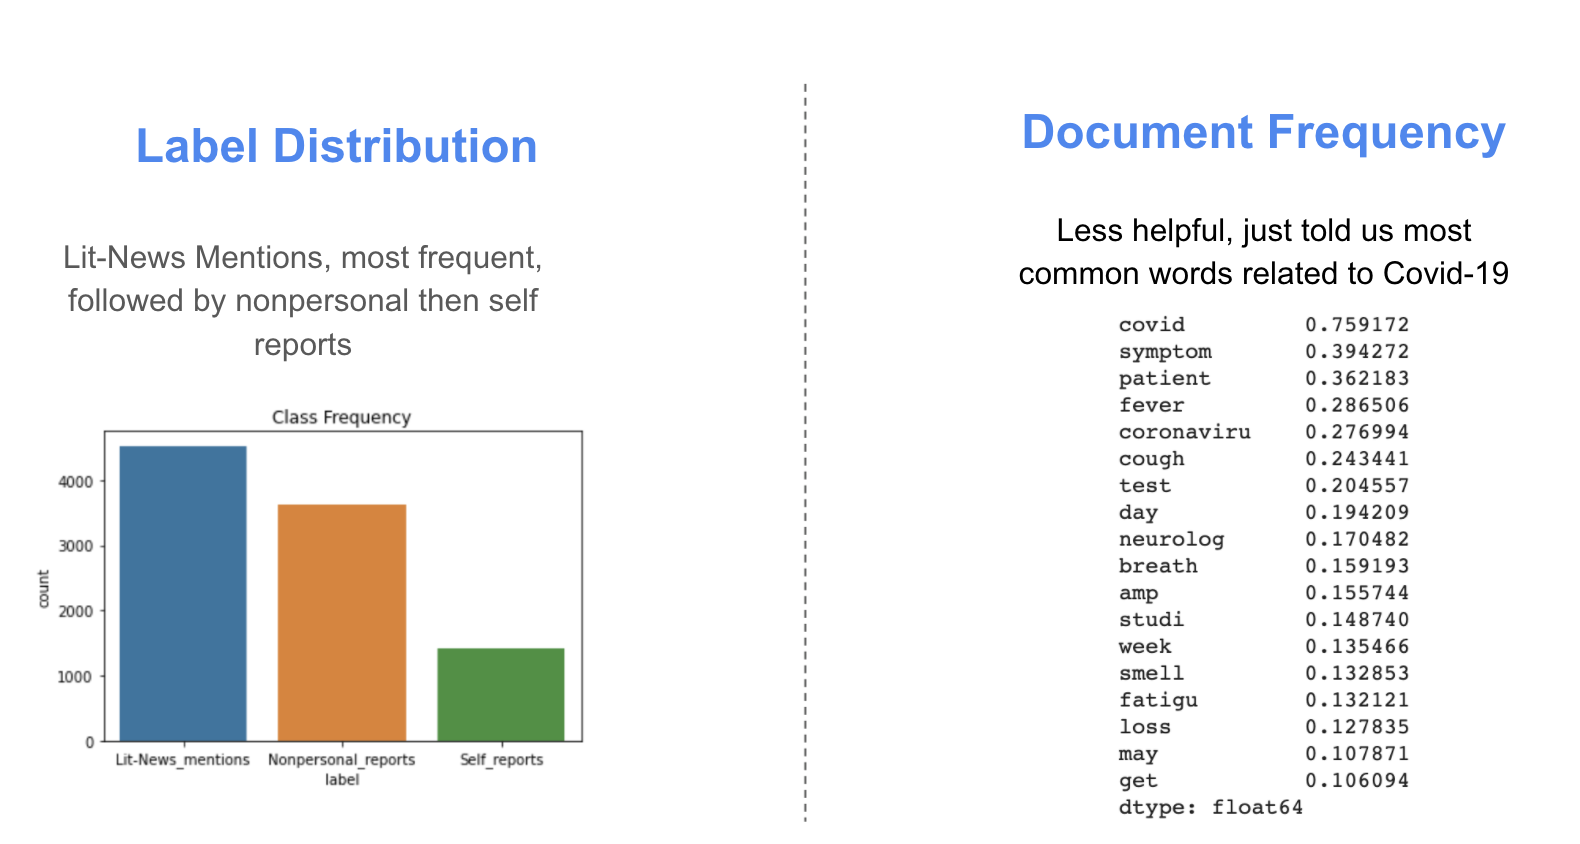 Label Distribution
Lit-News Mentions, most frequent,
followed by nonpersonal then self
reports
Class Frequency
4000
3000
2000
1000
0
count
Lit-News_mentions Nonpersonal_reports Self_reports
label
Document Frequency
Less helpful, just told us most
common words related to Covid-19
covid 0.759172
symptom 0.394272
patient 0.362183
fever 0.286506
coronaviru 0.276994
cough 0.243441
test 0.204557
day 0.194209
neurolog 0.170482
breath 0.159193
amp 0.155744
studi 0.148740
week 0.135466
smell 0.132853
fatigu 0.132121
loss 0.127835
may 0.107871
get 0.106094
dtype: float64